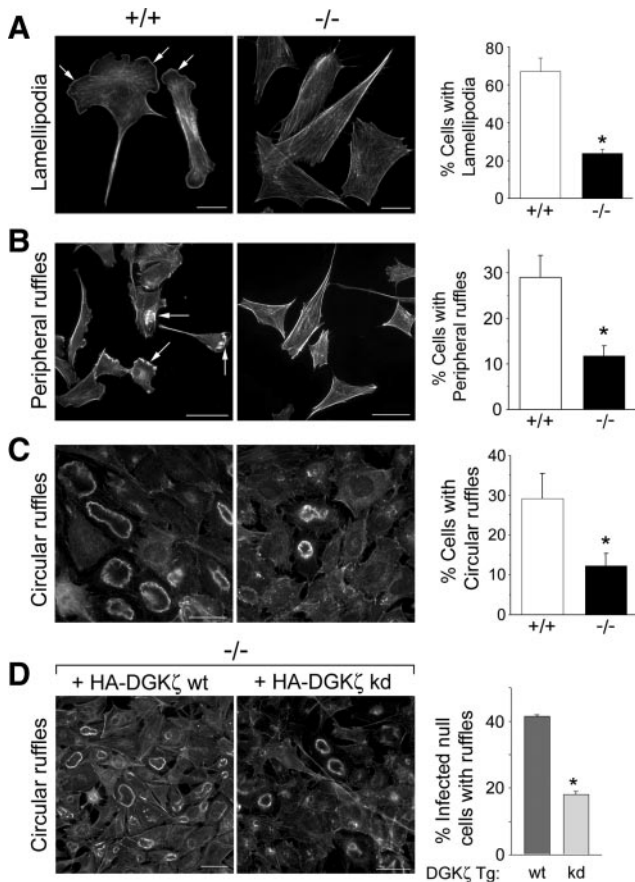 +/+
-/-
A
Lamellipodia
% Cells with
Lamellipodia
80
60
40
20
0
*
+/+
-/-
B
Peripheral ruffles
% Cells with
Peripheral ruffles
30
20
10
0
*
+/+
-/-
C
Circular ruffles
% Cells with
Circular ruffles
40
30
20
10
0
*
+/+
-/-
-/-
D
+ HA-DGKζ wt
+ HA-DGKζ kd
Circular ruffles
% Infected null
cells with ruffles
40
20
0
*
DGKζ Tg:
wt
kd